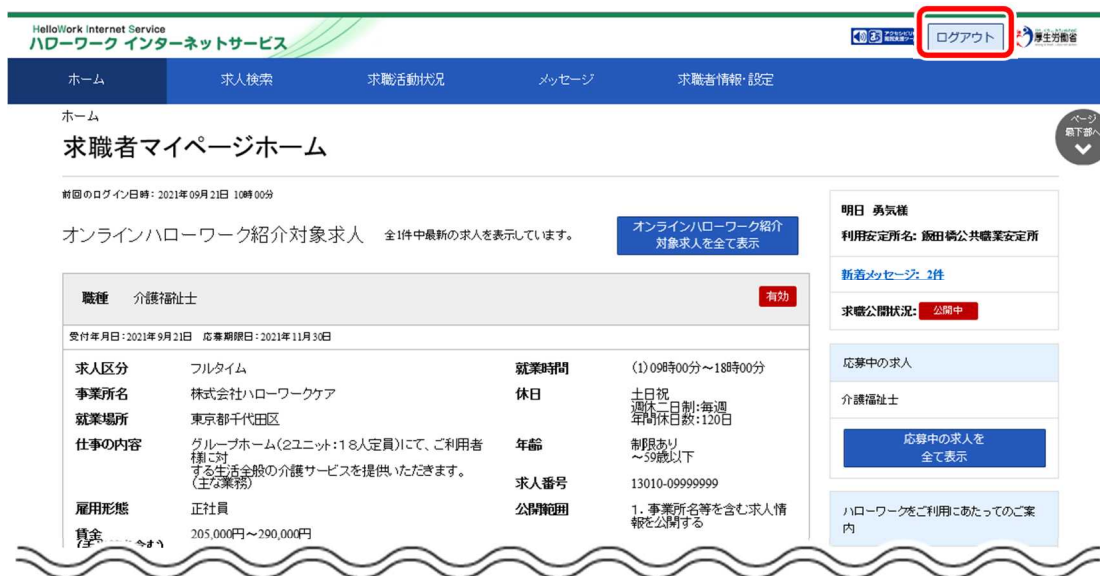 HelloWork Internet Service
ハローワーク インターネットサービス
ログアウト
厚生労働省
ホーム 求人検索 求職活動状況 メッセージ 求職者情報・設定
ホーム
ページ
最下部へ
求職者マイページホーム
前回のログイン日時：2021年09月21日 10時00分
オンラインハローワーク紹介対象求人 全1件中最新の求人を表示しています。
オンラインハローワーク紹介
対象求人を全て表示
職種 介護福祉士 有効
受付年月日：2021年9月21日 応募期限日：2021年11月30日
求人区分 フルタイム
事業所名 株式会社ハローワークケア
就業場所 東京都千代田区
仕事の内容 グループホーム(2ユニット：18人定員)にて、ご利用者
様に対
する生活全般の介護サービスを提供いただきます。
(主な業務)
雇用形態 正社員
賃金 205,000円～290,000円
就業時間 (1)09時00分～18時00分
休日 土日祝
週休二日制：毎週
年間休日数：120日
年齢 制限あり
～59歳以下
求人番号 13010-09999999
公開範囲 1．事業所名等を含む求人情
報を公開する
明日 勇気様
利用安定所名：飯田橋公共職業安定所
新着メッセージ：2件
求職公開状況： 公開中
応募中の求人
介護福祉士
応募中の求人を
全て表示
ハローワークをご利用にあたってのご案
内